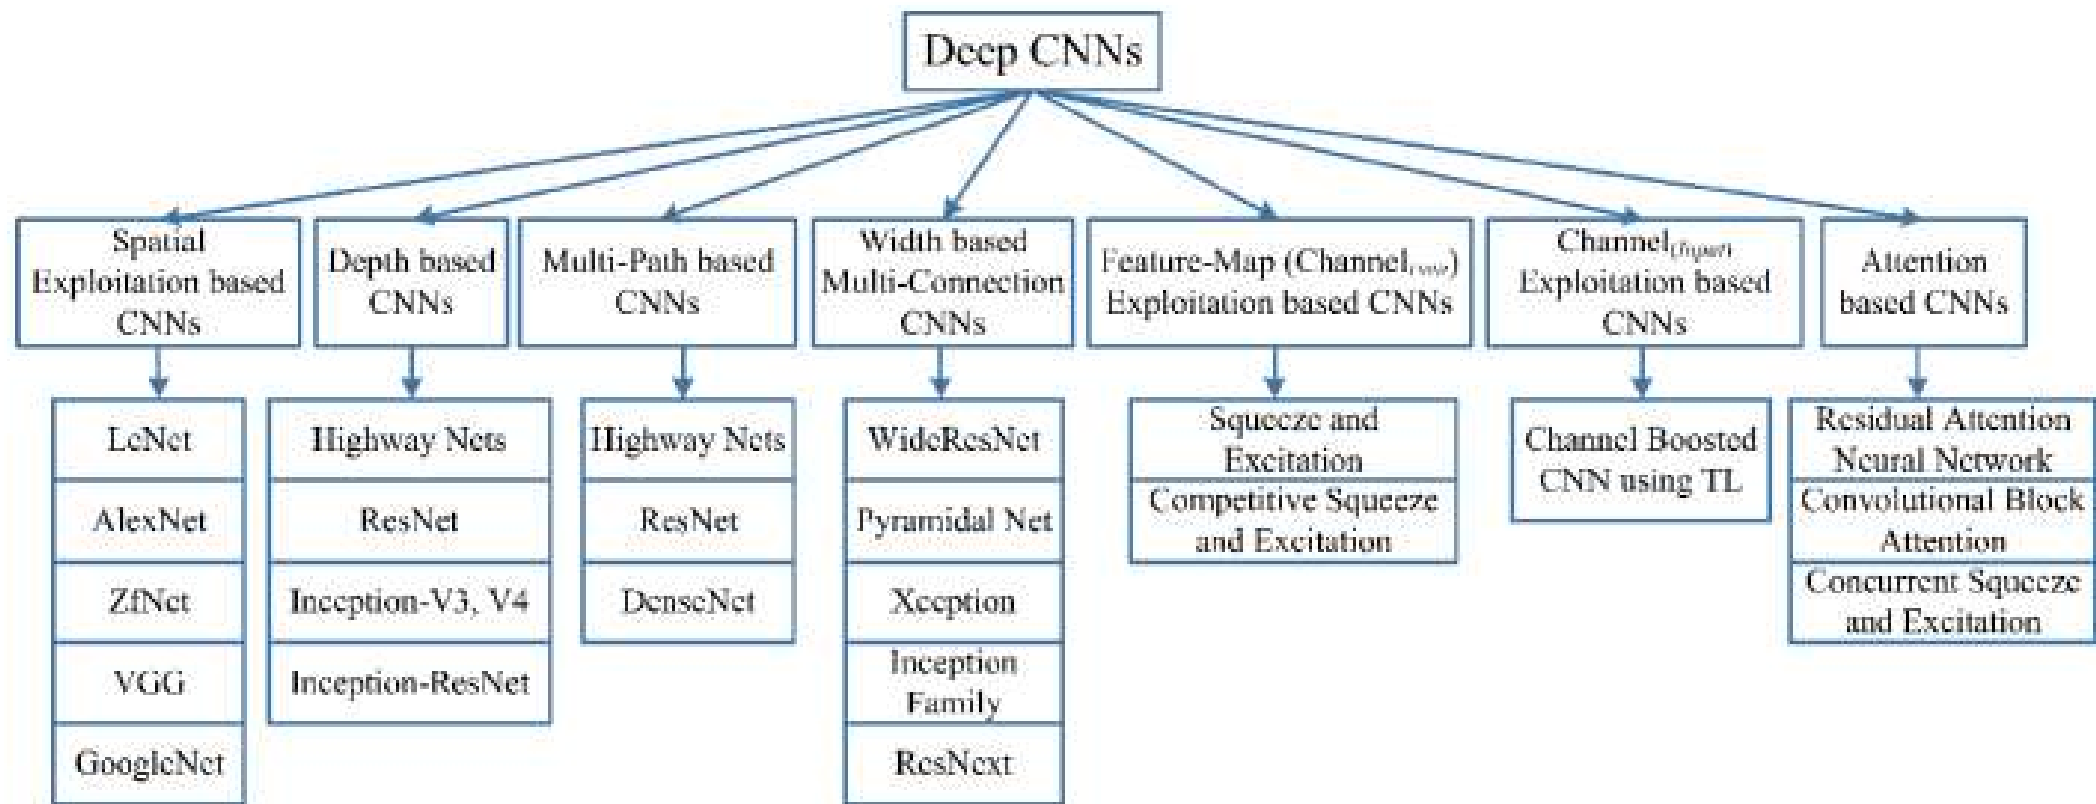 Deep CNNs
Spatial
Exploitation based
CNNs
Depth based
CNNs
Multi-Path based
CNNs
Width based
Multi-Connection
CNNs
Feature-Map (Channel
Exploitation based CNNs
Channel(Input)
Exploitation based
CNNs
Attention
based CNNs
LeNet
AlexNet
ZfNet
VGG
GoogleNet
Highway Nets
ResNet
Inception-V3, V4
Inception-ResNet
Highway Nets
ResNet
DenseNet
WideResNet
Pyramidal Net
Xception
Inception
Family
ResNext
Squeeze and
Excitation
Competitive Squeeze
and Excitation
Channel Boosted
CNN using TL
Residual Attention
Neural Network
Convolutional Block
Attention
Concurrent Squeeze
and Excitation